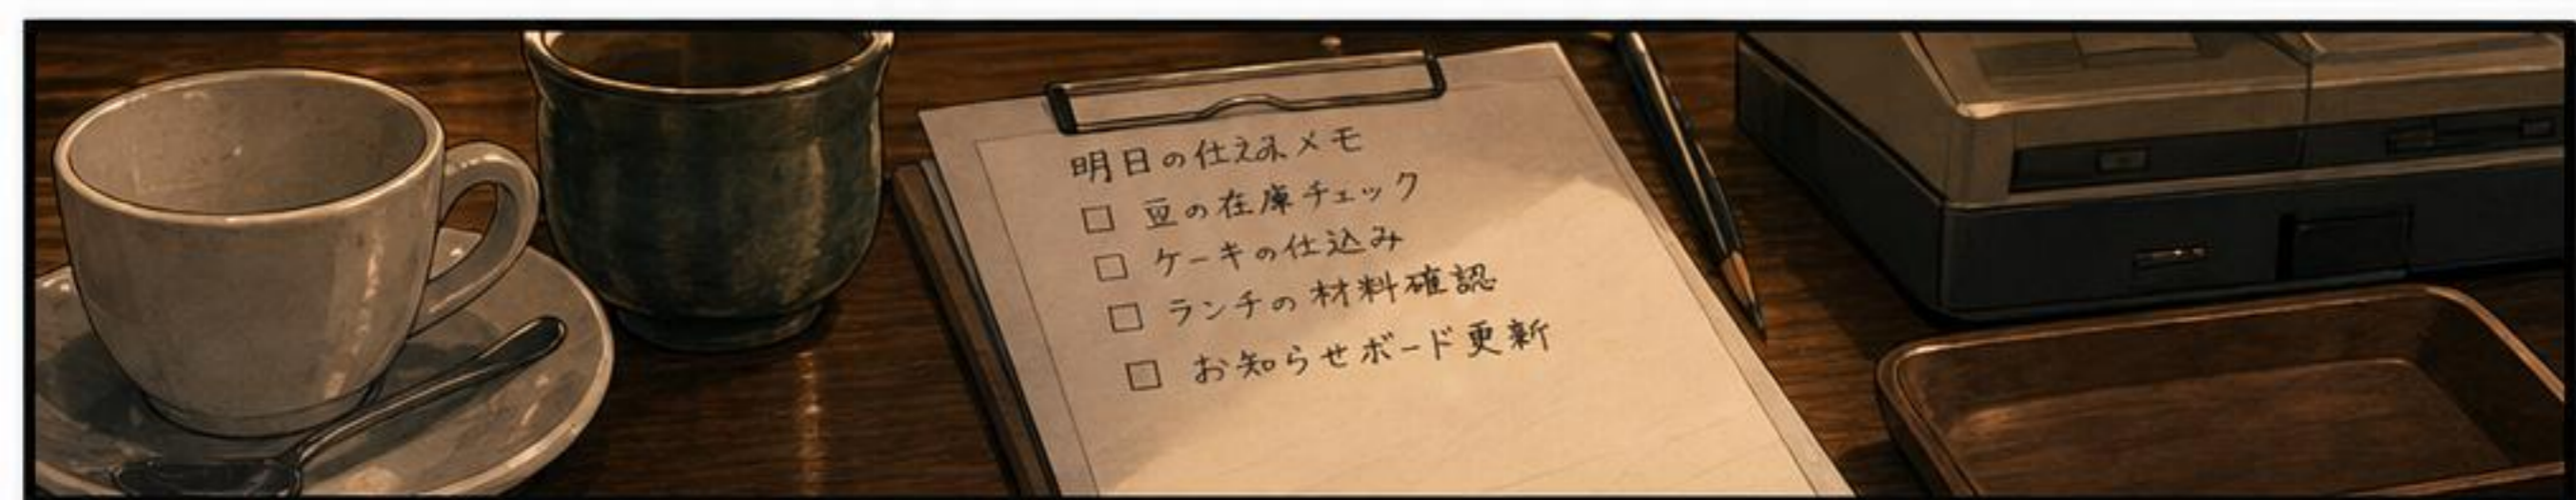 明日の仕えみメモ
□ 豆の在庫チェック
□ ケーキの仕込み
□ ランチの材料確認
□ お知らせボード更新